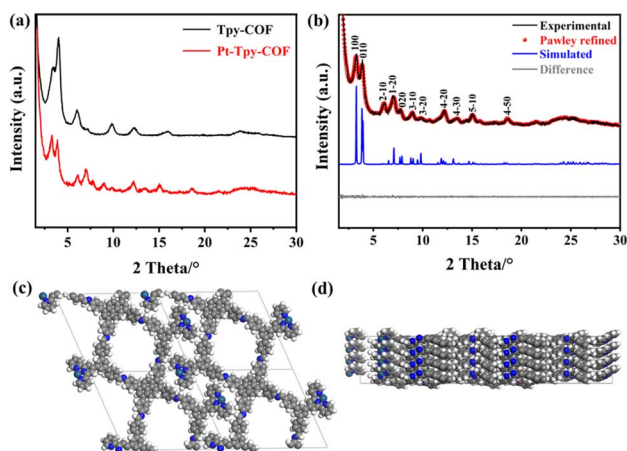 (a)
Tpy-COF
Pt-Tpy-COF
Intensity (a.u.)
5 10 15 20 25 30
2 Theta/°
(b)
Experimental
Pawley refined
Simulated
Difference
100
010
2-10
1-20
020
3-10
3-20
4-20
4-30
5-10
4-50
Intensity (a.u.)
5 10 15 20 25 30
2 Theta/°
(c)
(d)